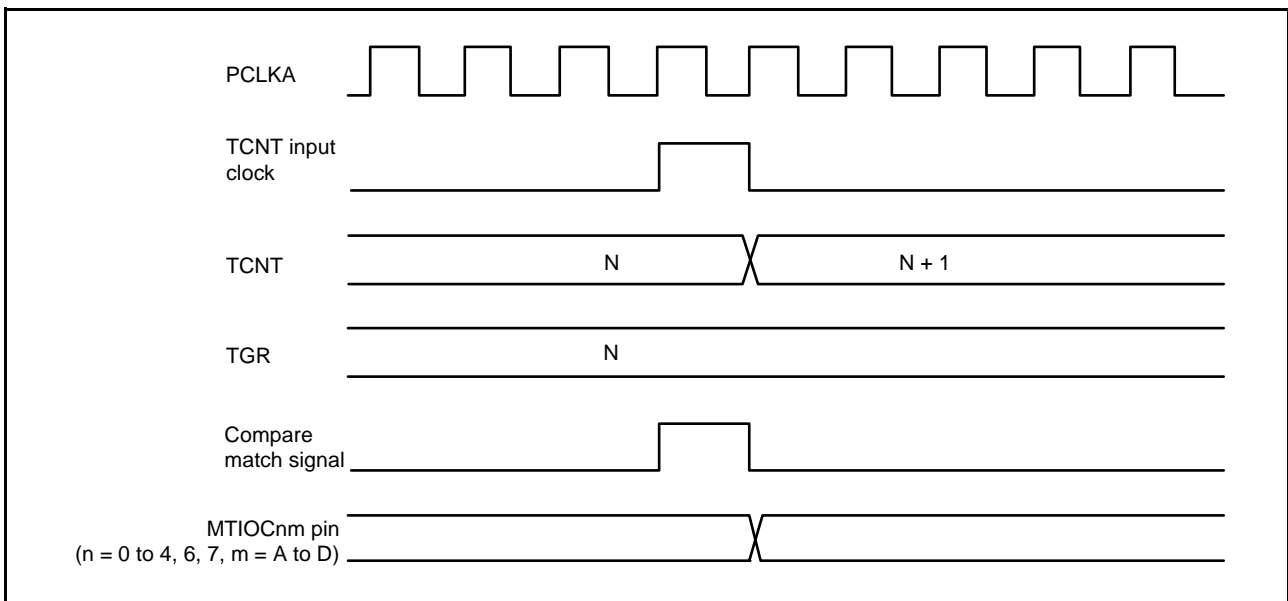 PCLKA
TCNT input
clock
TCNT
N
N + 1
TGR
N
Compare
match signal
MTIOCnm pin
(n = 0 to 4, 6, 7, m = A to D)